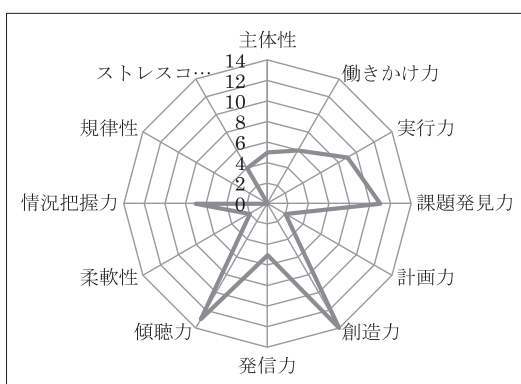 主体性
働きかけ力
実行力
課題発見力
計画力
創造力
発信力
傾聴力
柔軟性
情況把握力
規律性
ストレスコ…
14
12
10
8
6
4
2
0